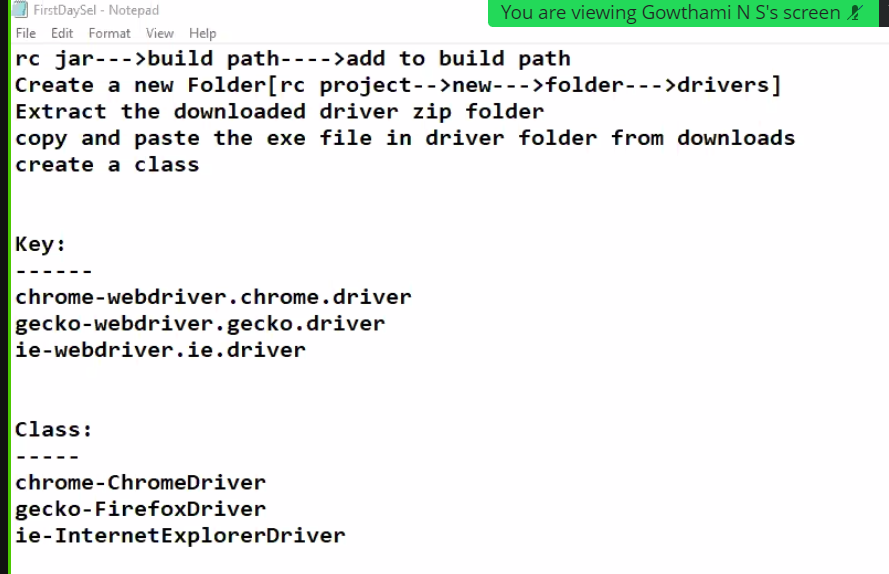 FirstDaySel - Notepad
You are viewing Gowthami N S's screen
File Edit Format View Help
rc jar--->build path---->add to build path
Create a new Folder[rc project-->new--->folder--->drivers]
Extract the downloaded driver zip folder
copy and paste the exe file in driver folder from downloads
create a class
Key:
------
chrome-webdriver.chrome.driver
gecko-webdriver.gecko.driver
ie-webdriver.ie.driver
Class:
-----
chrome-ChromeDriver
gecko-FirefoxDriver
ie-InternetExplorerDriver